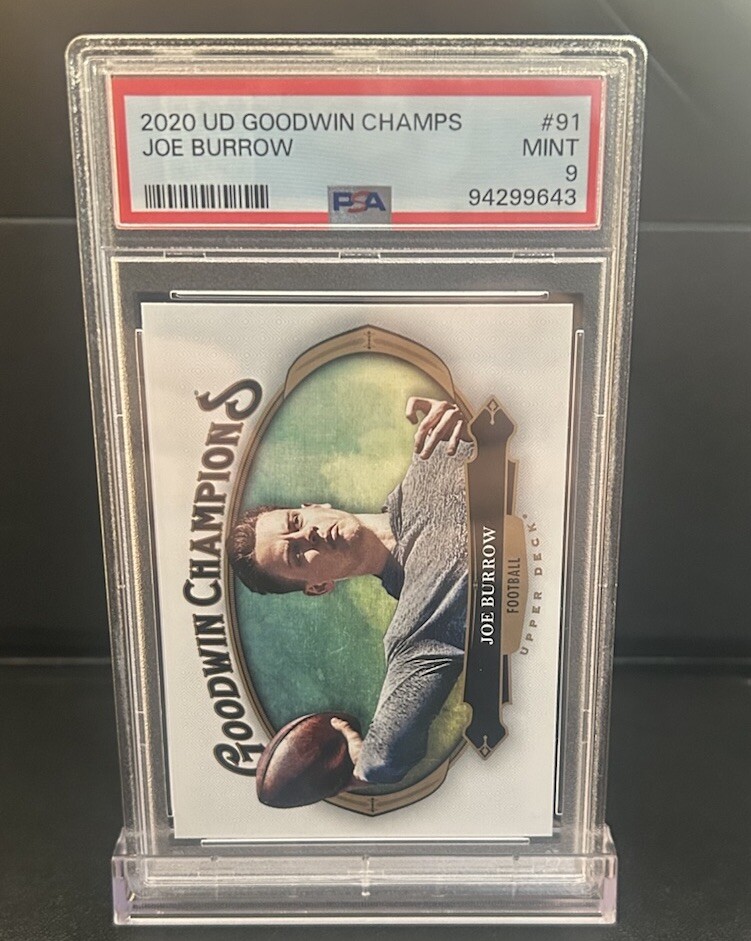 2020 UD GOODWIN CHAMPS #91
JOE BURROW MINT
9
PSA 94299643
GOODWIN CHAMPIONS
JOE BURROW
FOOTBALL
UPPER DECK